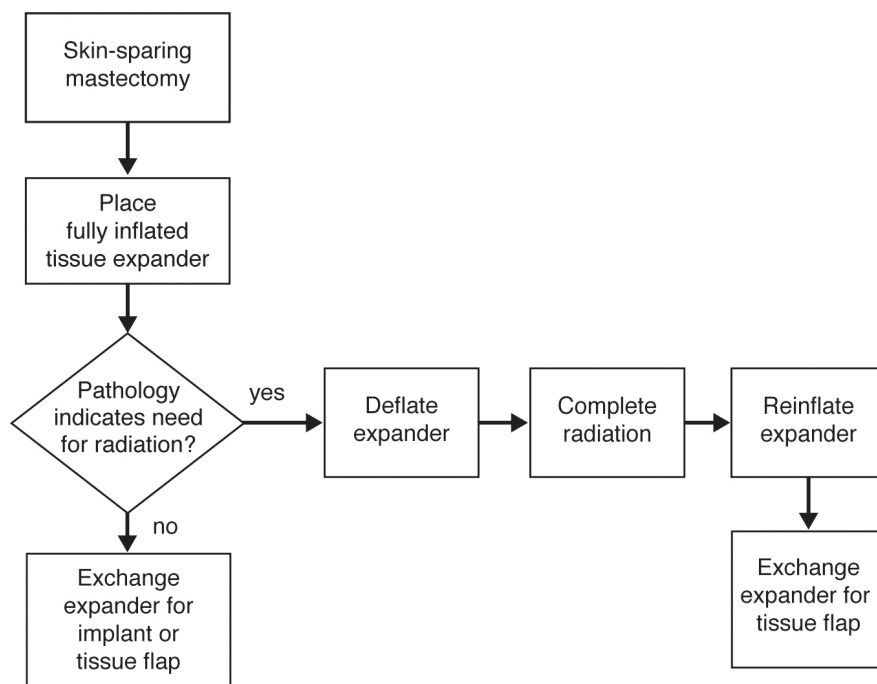 Skin-sparing
mastectomy
Place
fully inflated
tissue expander
Pathology
indicates need
for radiation?
yes
Deflate
expander
Complete
radiation
Reinflate
expander
no
Exchange
expander for
implant or
tissue flap
Exchange
expander for
tissue flap